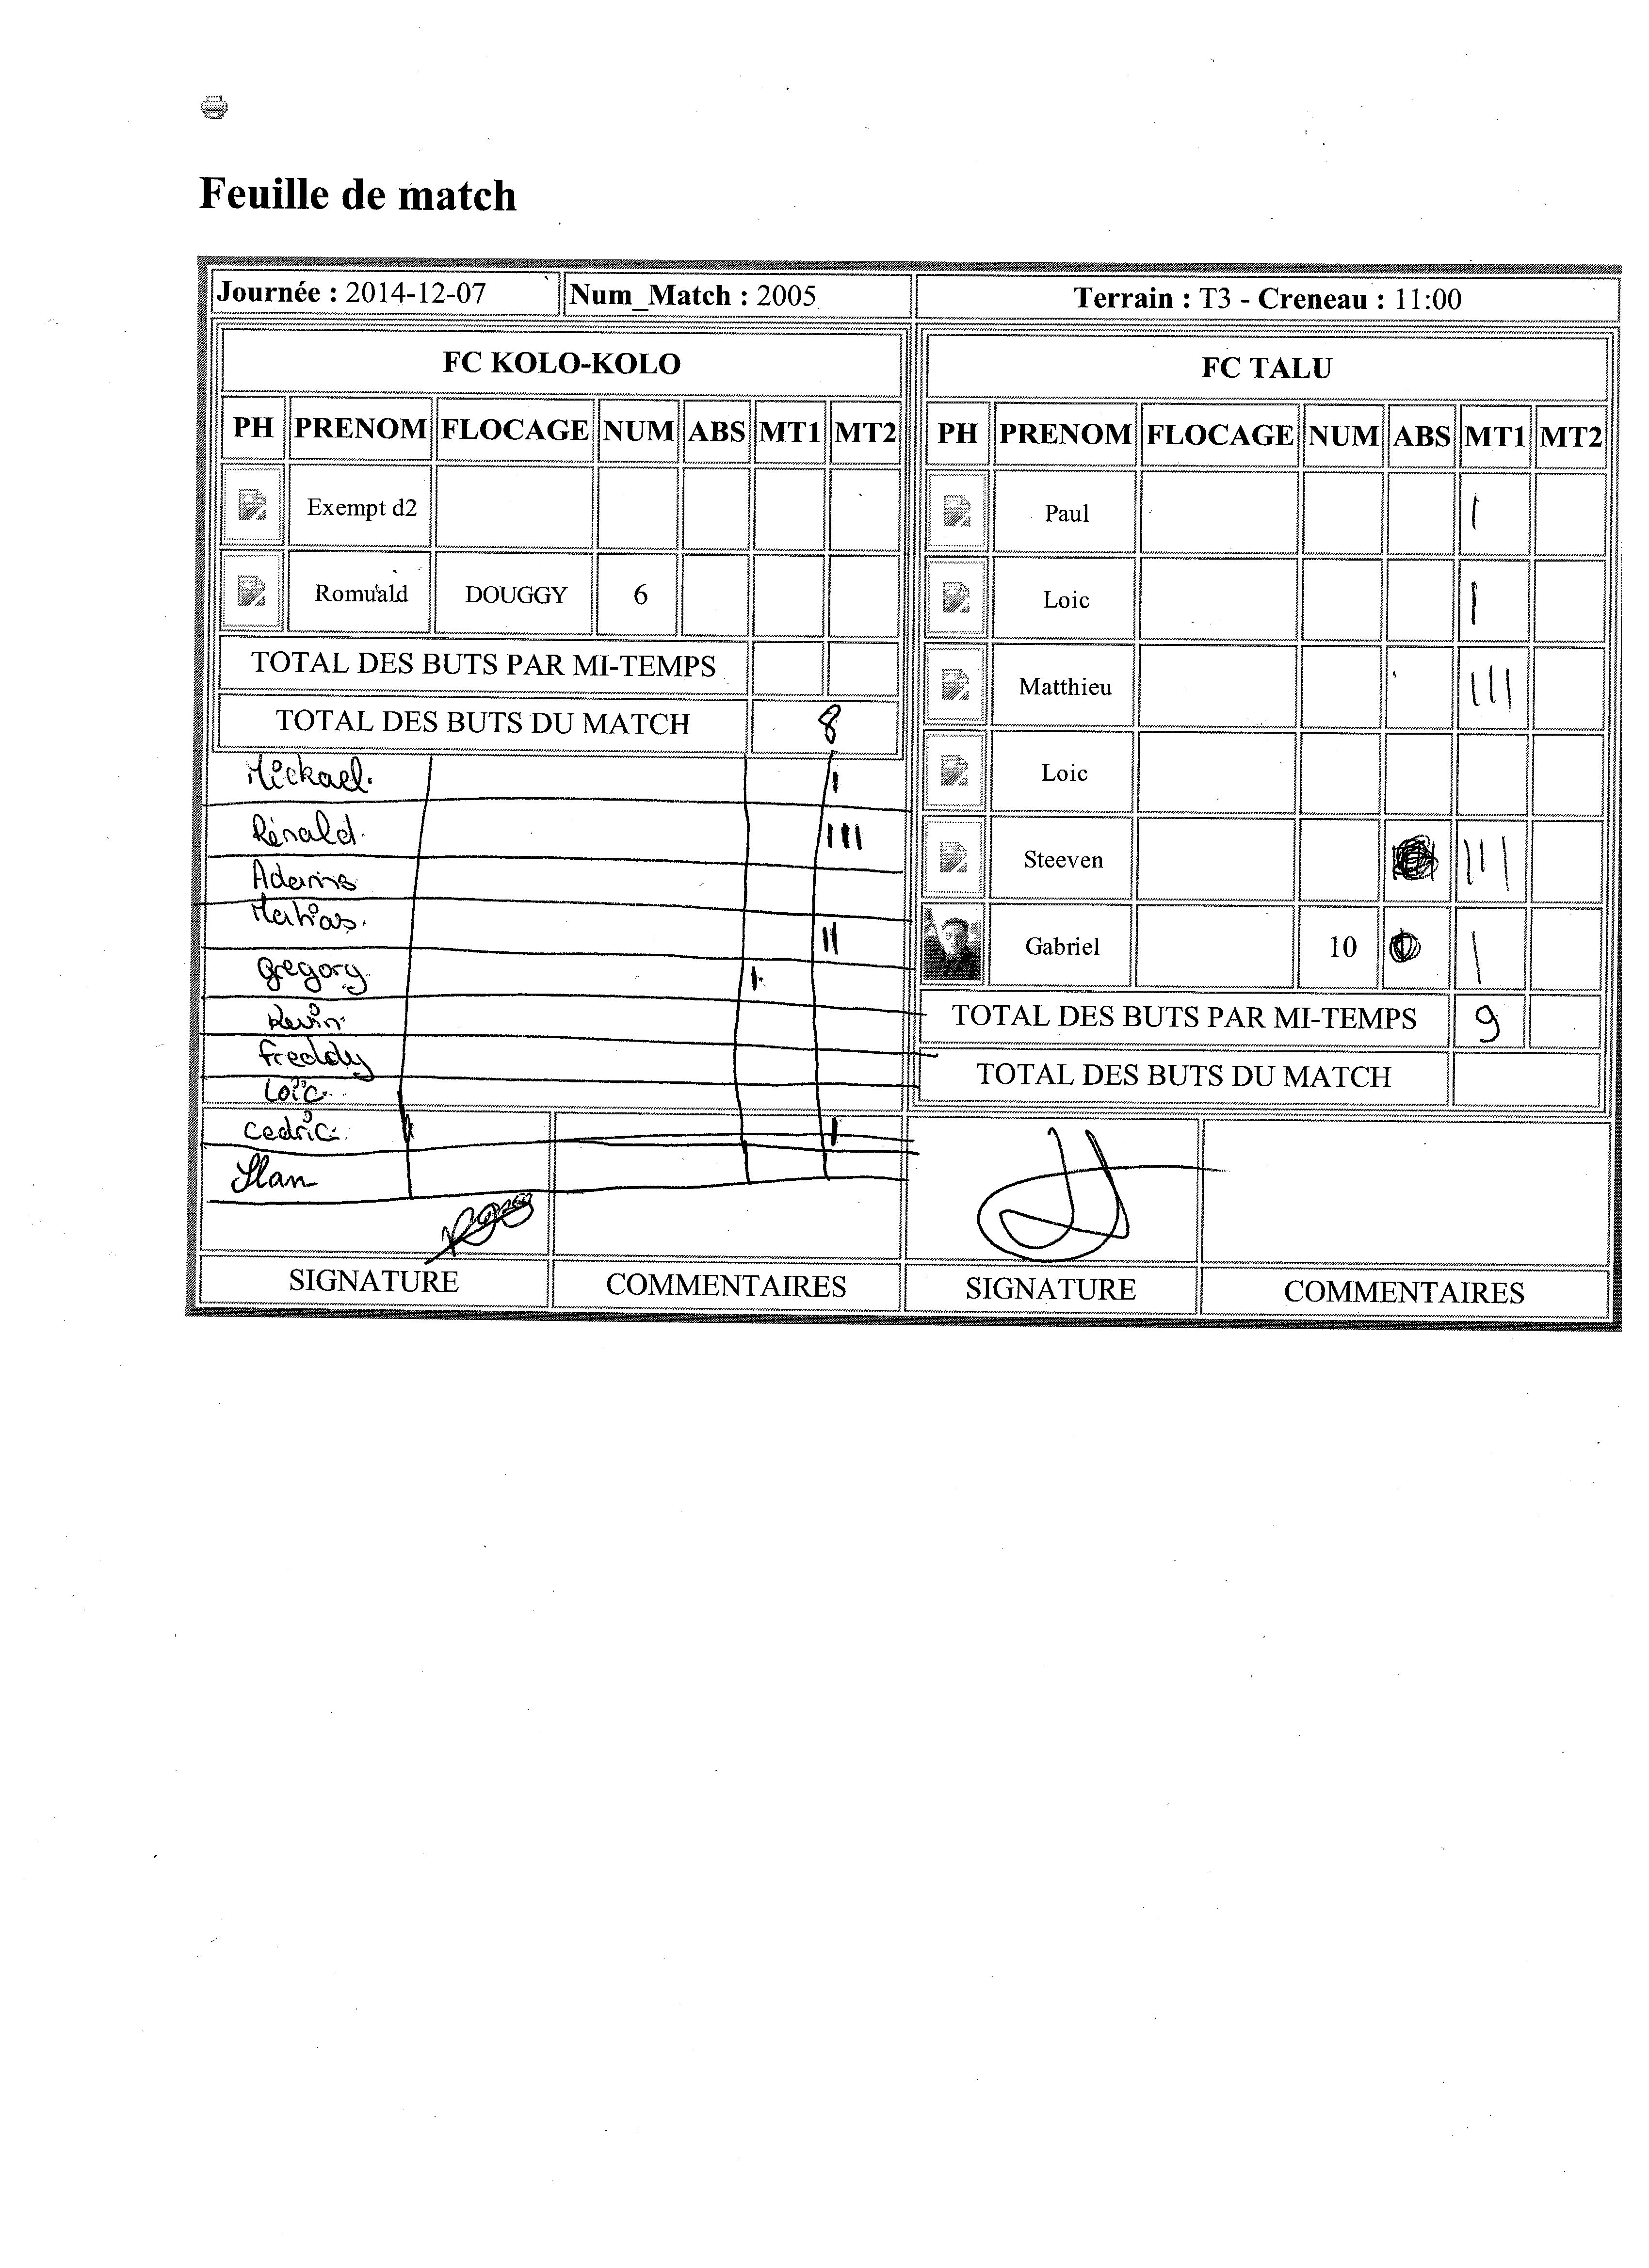 Feuille de match
Journée : 2014-12-07 Num_Match : 2005 Terrain : T3 - Creneau : 11:00
FC KOLO-KOLO
PH PRENOM FLOCAGE NUM ABS MT1 MT2
Exempt d2
Romuald DOUGGY 6
TOTAL DES BUTS PAR MI-TEMPS
TOTAL DES BUTS DU MATCH 8
Mickael. I
Rénald. III
Adams
Matias. II
Gregory. I
Kevin
Freddy
Loïc.
Cedric. I
Ilan
SIGNATURE COMMENTAIRES
FC TALU
PH PRENOM FLOCAGE NUM ABS MT1 MT2
Paul I
Loic I
Matthieu III
Loic
Steeven III
Gabriel 10 I
TOTAL DES BUTS PAR MI-TEMPS 9
TOTAL DES BUTS DU MATCH
SIGNATURE COMMENTAIRES